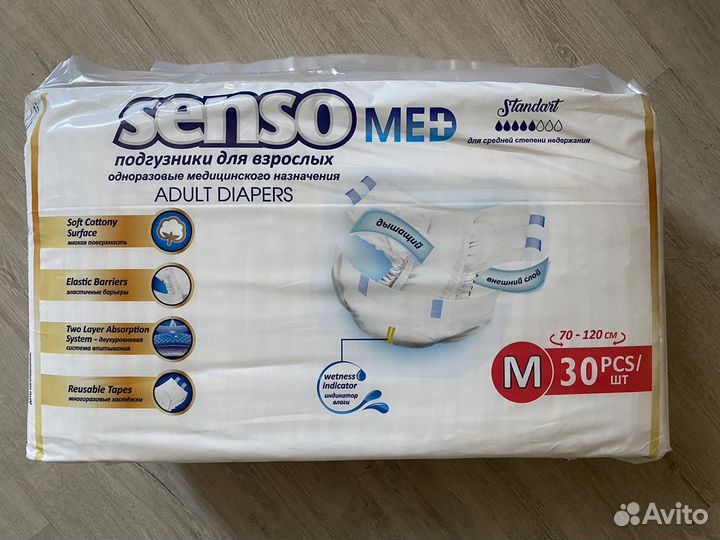 senso MED
подгузники для взрослых
одноразовые медицинского назначения
ADULT DIAPERS
Standart
для средней степени недержания
Soft Cottony
Surface
мягкая поверхность
Elastic Barriers
эластичные барьеры
Two Layer Absorption
System - двухуровневая
система впитывания
Reusable Tapes
многоразовые застёжки
дышащий
внешний слой
wetness
indicator
индикатор
влаги
70 - 120 см
M 30 PCS/
ШТ
Avito